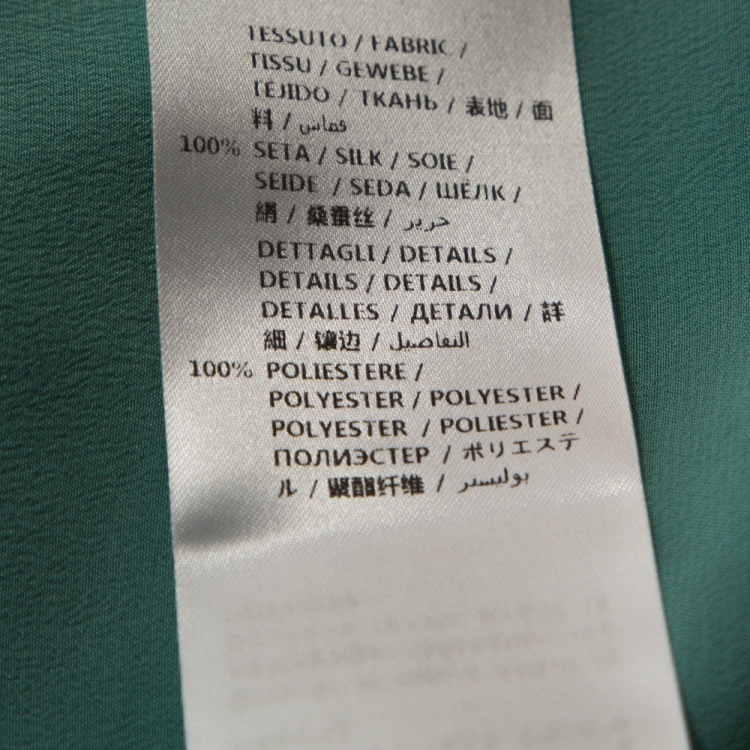 TESSUTO / FABRIC /
TISSU / GEWEBE /
TEJIDO / ТКАНЬ / 表地 / 面
料 / قماش
100% SETA / SILK / SOIE /
SEIDE / SEDA / ШЁЛК /
絹 / 桑蚕丝 / حرير
DETTAGLI / DETAILS /
DETAILS / DETAILS /
DETALLES / ДЕТАЛИ / 詳
細 / 镶边 / التفاصيل
100% POLIESTERE /
POLYESTER / POLYESTER /
POLYESTER / POLIESTER /
ПОЛИЭСТЕР / ポリエステ
ル / 聚酯纤维 / بوليستر